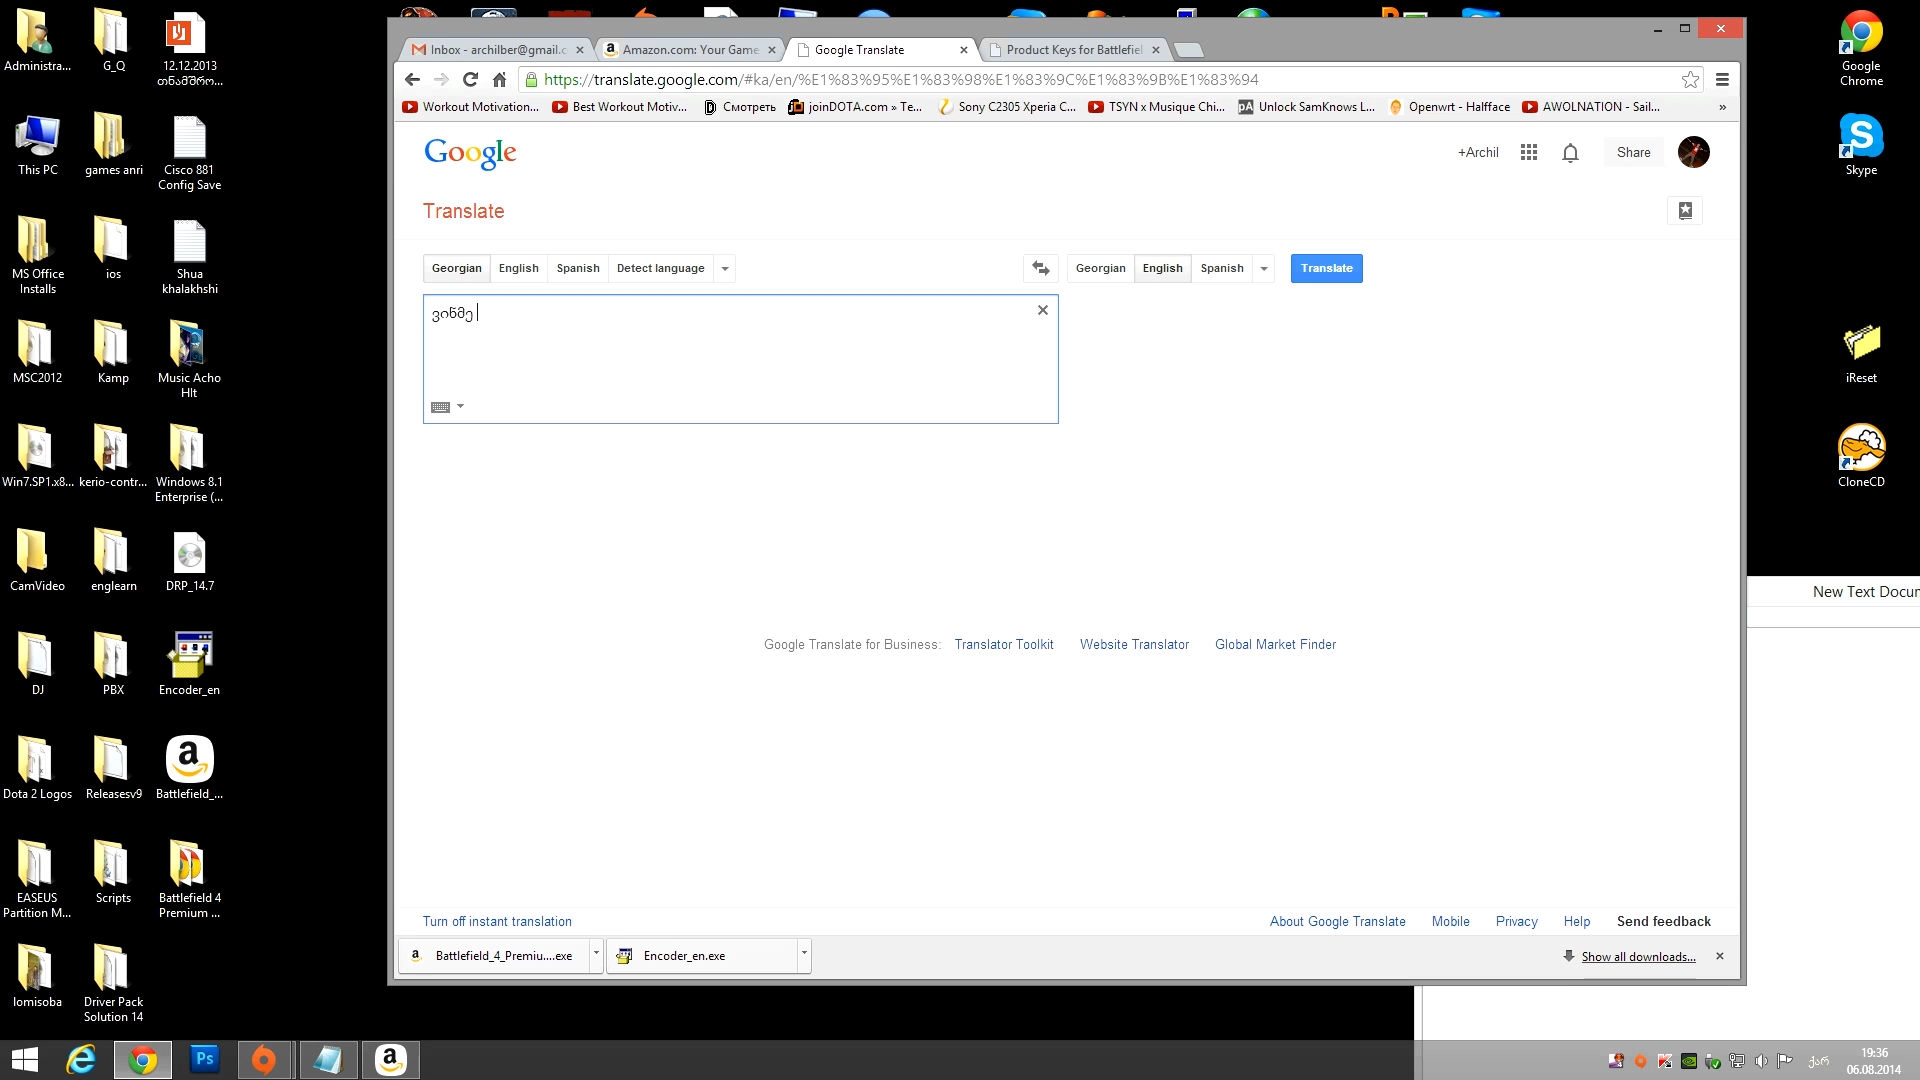 Administra...
G_Q
12.12.2013
თანამშრო...
This PC
games anri
Cisco 881
Config Save
MS Office
Installs
ios
Shua
khalakhshi
MSC2012
Kamp
Music Acho
HIt
Win7.SP1.x8...
kerio-contr...
Windows 8.1
Enterprise (...
CamVideo
englearn
DRP_14.7
DJ
PBX
Encoder_en
Dota 2 Logos
Releasesv9
Battlefield_...
EASEUS
Partition M...
Scripts
Battlefield 4
Premium ...
lomisoba
Driver Pack
Solution 14
Inbox - archilber@gmail.c
Amazon.com: Your Game
Google Translate
Product Keys for Battlefiel
https://translate.google.com/#ka/en/%E1%83%95%E1%83%98%E1%83%9C%E1%83%9B%E1%83%94
Workout Motivation...
Best Workout Motiv...
Смотреть
joinDOTA.com » Te...
Sony C2305 Xperia C...
TSYN x Musique Chi...
pA
Unlock SamKnows L...
Openwrt - Halfface
AWOLNATION - Sail...
»
Google
+Archil
Share
Translate
Georgian
English
Spanish
Detect language
Georgian
English
Spanish
Translate
ვინმე
Google Translate for Business:
Translator Toolkit
Website Translator
Global Market Finder
Turn off instant translation
About Google Translate
Mobile
Privacy
Help
Send feedback
Battlefield_4_Premiu....exe
Encoder_en.exe
Show all downloads...
Google
Chrome
Skype
iReset
CloneCD
New Text Docum
Ps
ქარ
19:36
06.08.2014